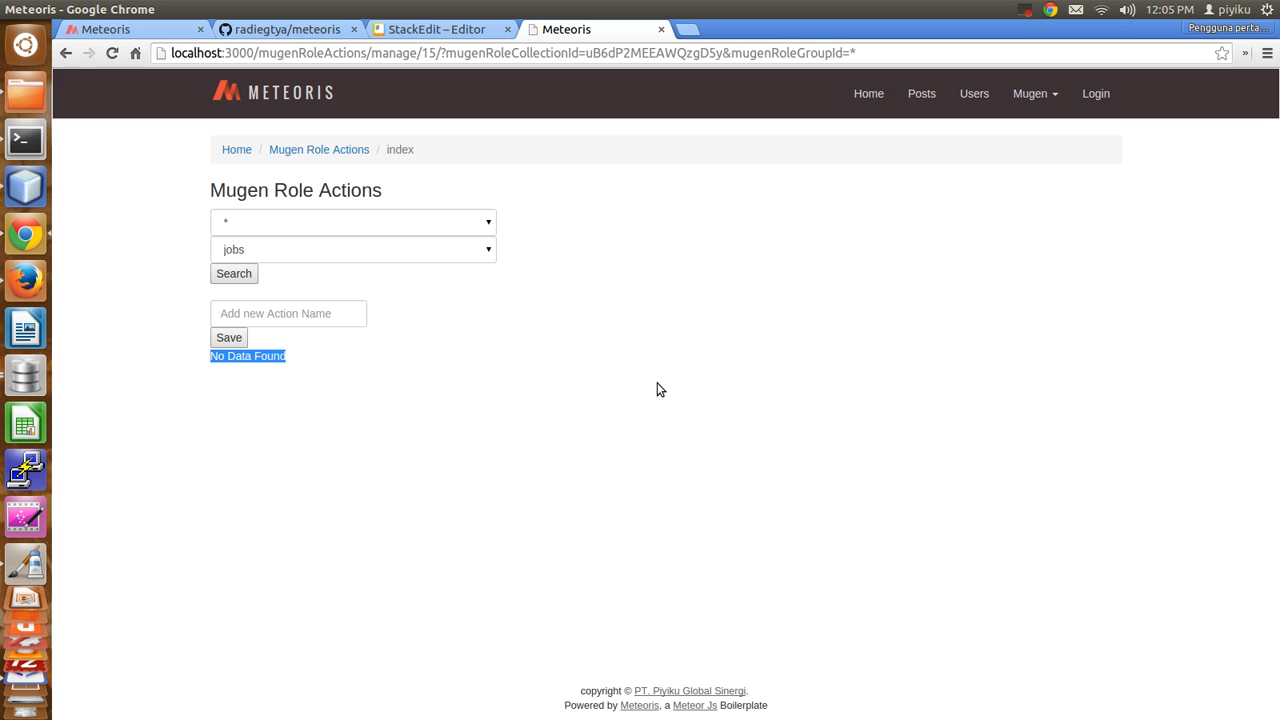 Meteoris - Google Chrome
12:05 PM
piyiku
Meteoris
radiegtya/meteoris
StackEdit – Editor
Meteoris
Pengguna perta...
localhost:3000/mugenRoleActions/manage/15/?mugenRoleCollectionId=uB6dP2MEEAWQzgD5y&mugenRoleGroupId=*
METEORIS
Home
Posts
Users
Mugen
Login
Home / Mugen Role Actions / index
Mugen Role Actions
*
jobs
Search
Add new Action Name
Save
No Data Found
copyright © PT. Piyiku Global Sinergi.
Powered by Meteoris, a Meteor Js Boilerplate